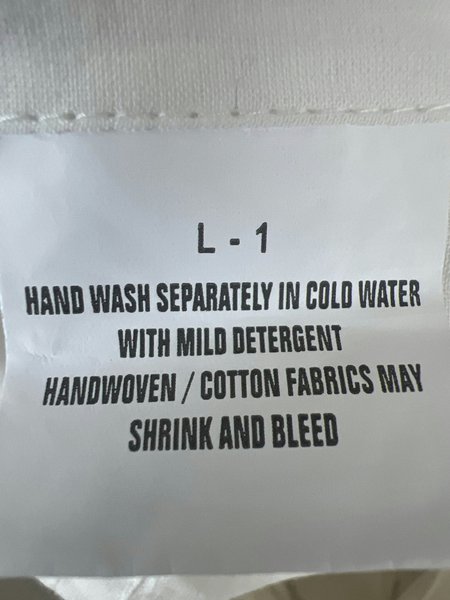 L - 1
HAND WASH SEPARATELY IN COLD WATER
WITH MILD DETERGENT
HANDWOVEN / COTTON FABRICS MAY
SHRINK AND BLEED